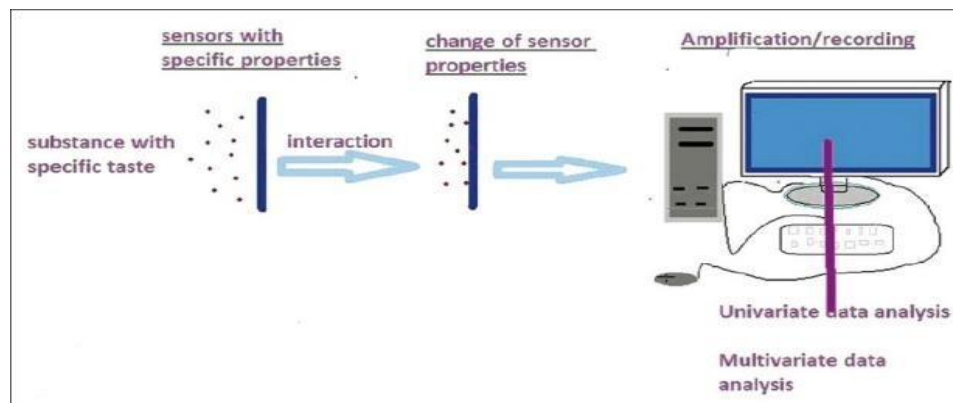 sensors with
specific properties
change of sensor
properties
Amplification/recording
substance with
specific taste
interaction
Univariate data analysis
Multivariate data
analysis